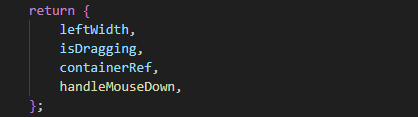 return {
    leftWidth,
    isDragging,
    containerRef,
    handleMouseDown,
};